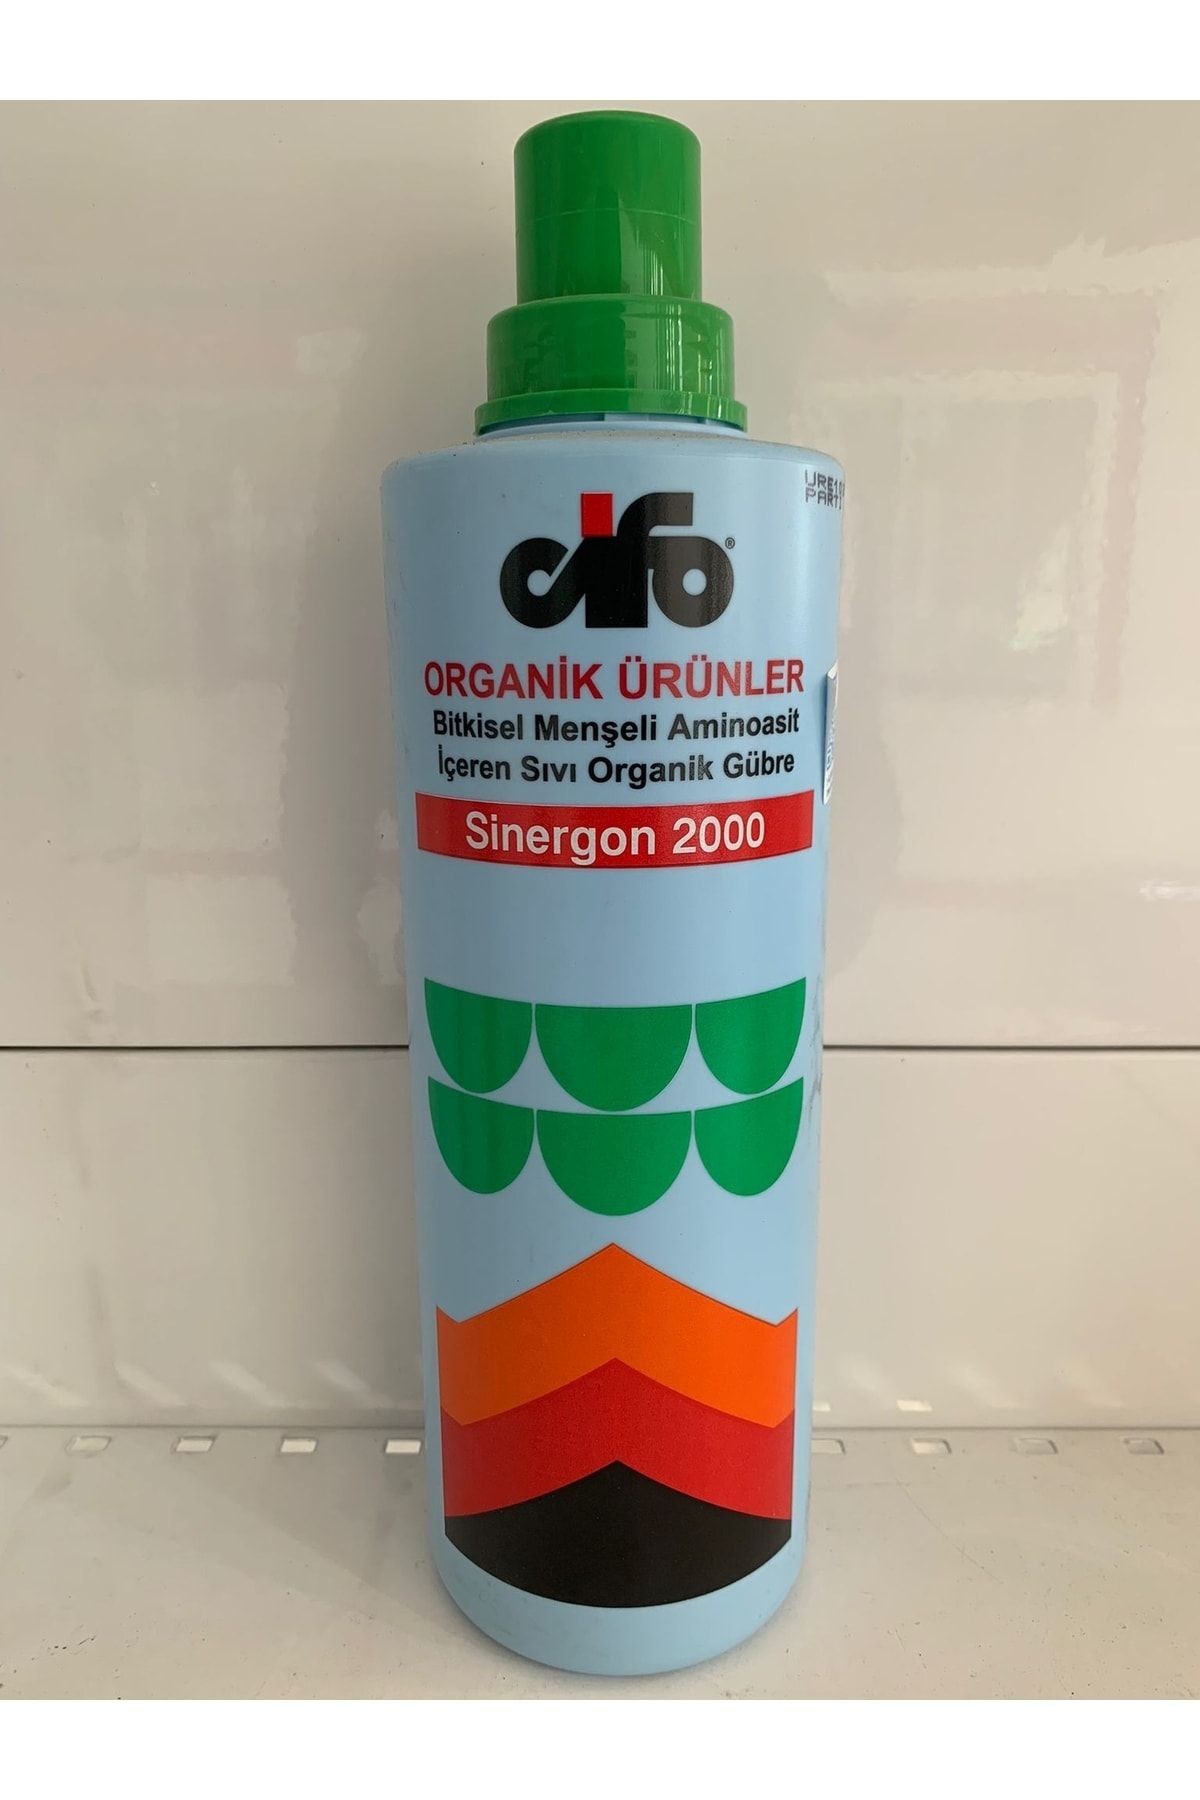 cifo®
ORGANİK ÜRÜNLER
Bitkisel Menşeli Aminoasit
İçeren Sıvı Organik Gübre
Sinergon 2000